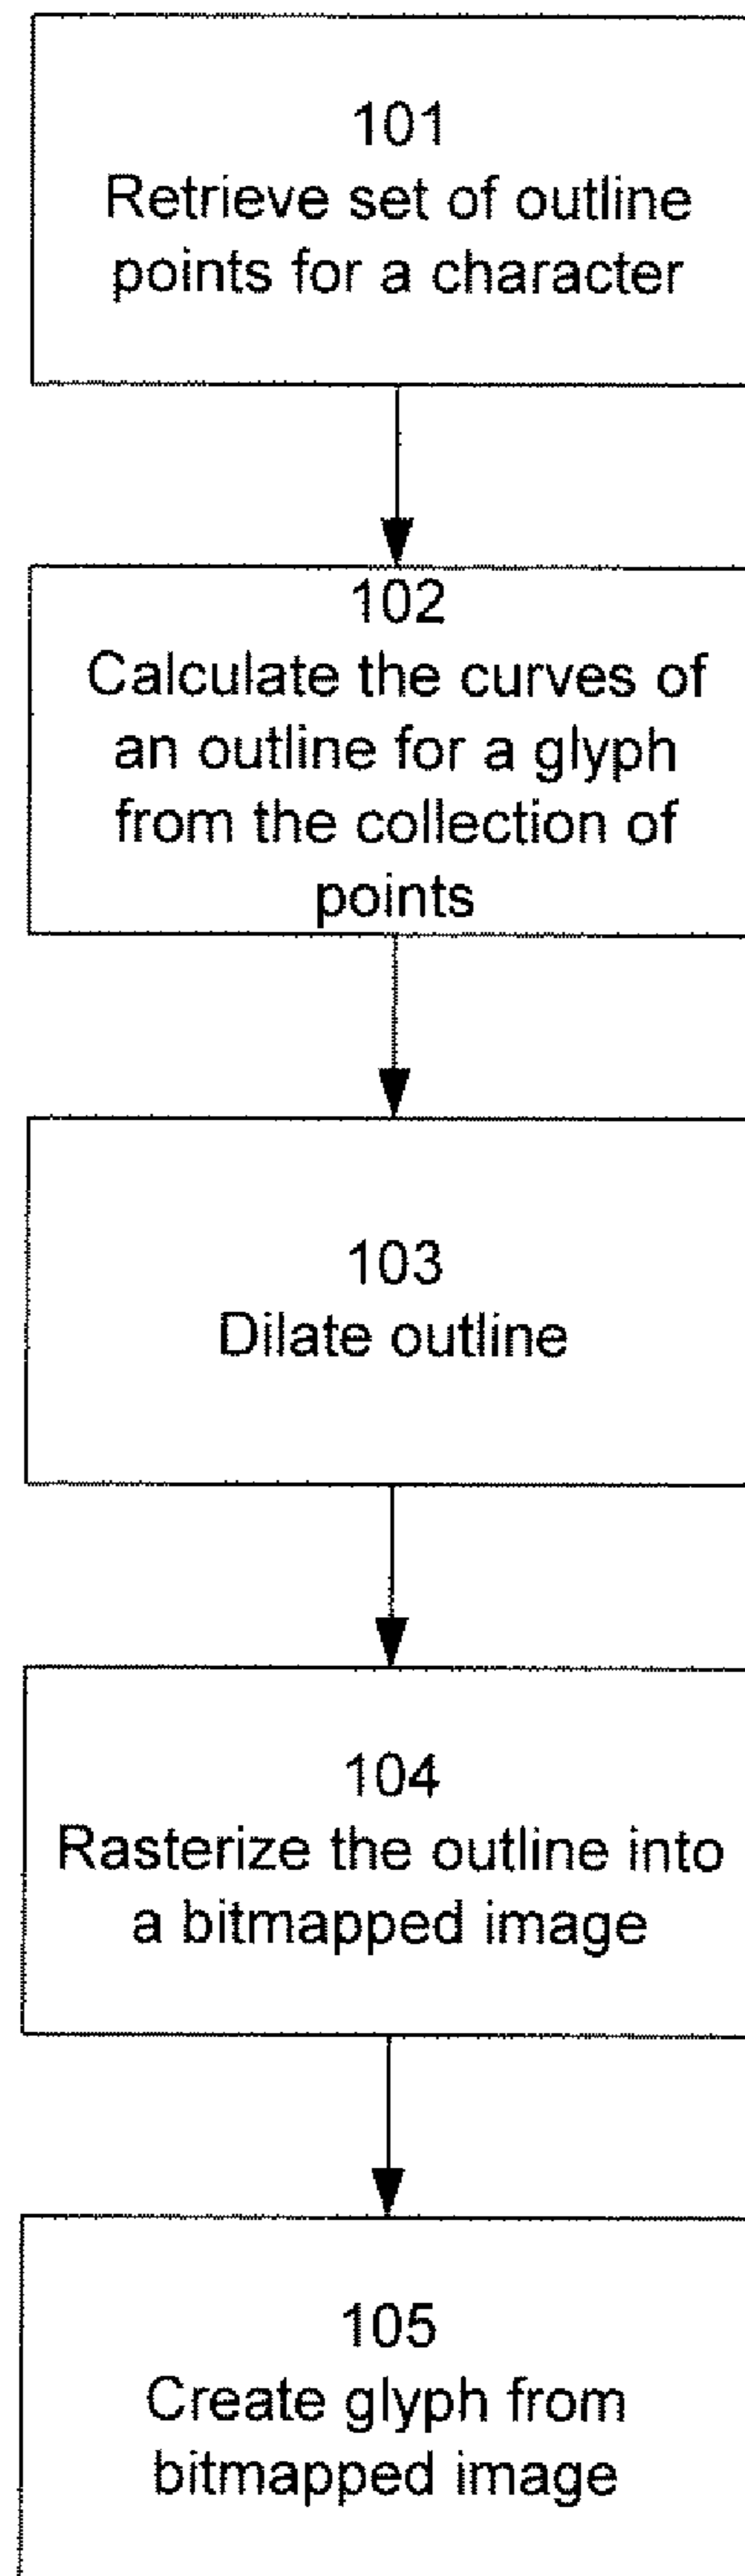 101
Retrieve set of outline
points for a character
102
Calculate the curves of
an outline for a glyph
from the collection of
points
103
Dilate outline
104
Rasterize the outline into
a bitmapped image
105
Create glyph from
bitmapped image